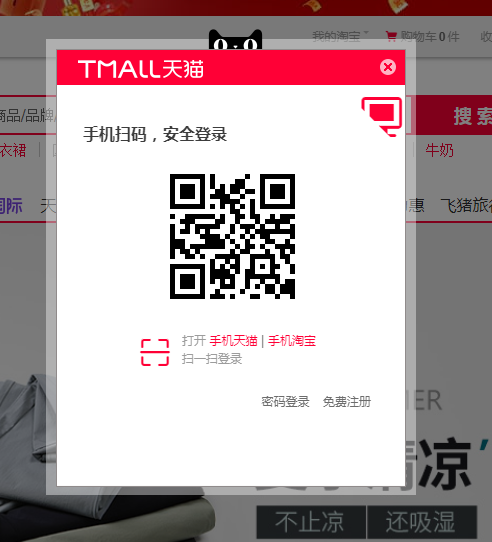 我的淘宝 购物车0件 收
TMALL天猫
商品/品牌/
搜索
手机扫码，安全登录
衣裙
牛奶
国际 天
惠 飞猪旅
打开 手机天猫 | 手机淘宝
扫一扫登录
密码登录 免费注册
MER
清凉
不止凉 还吸湿